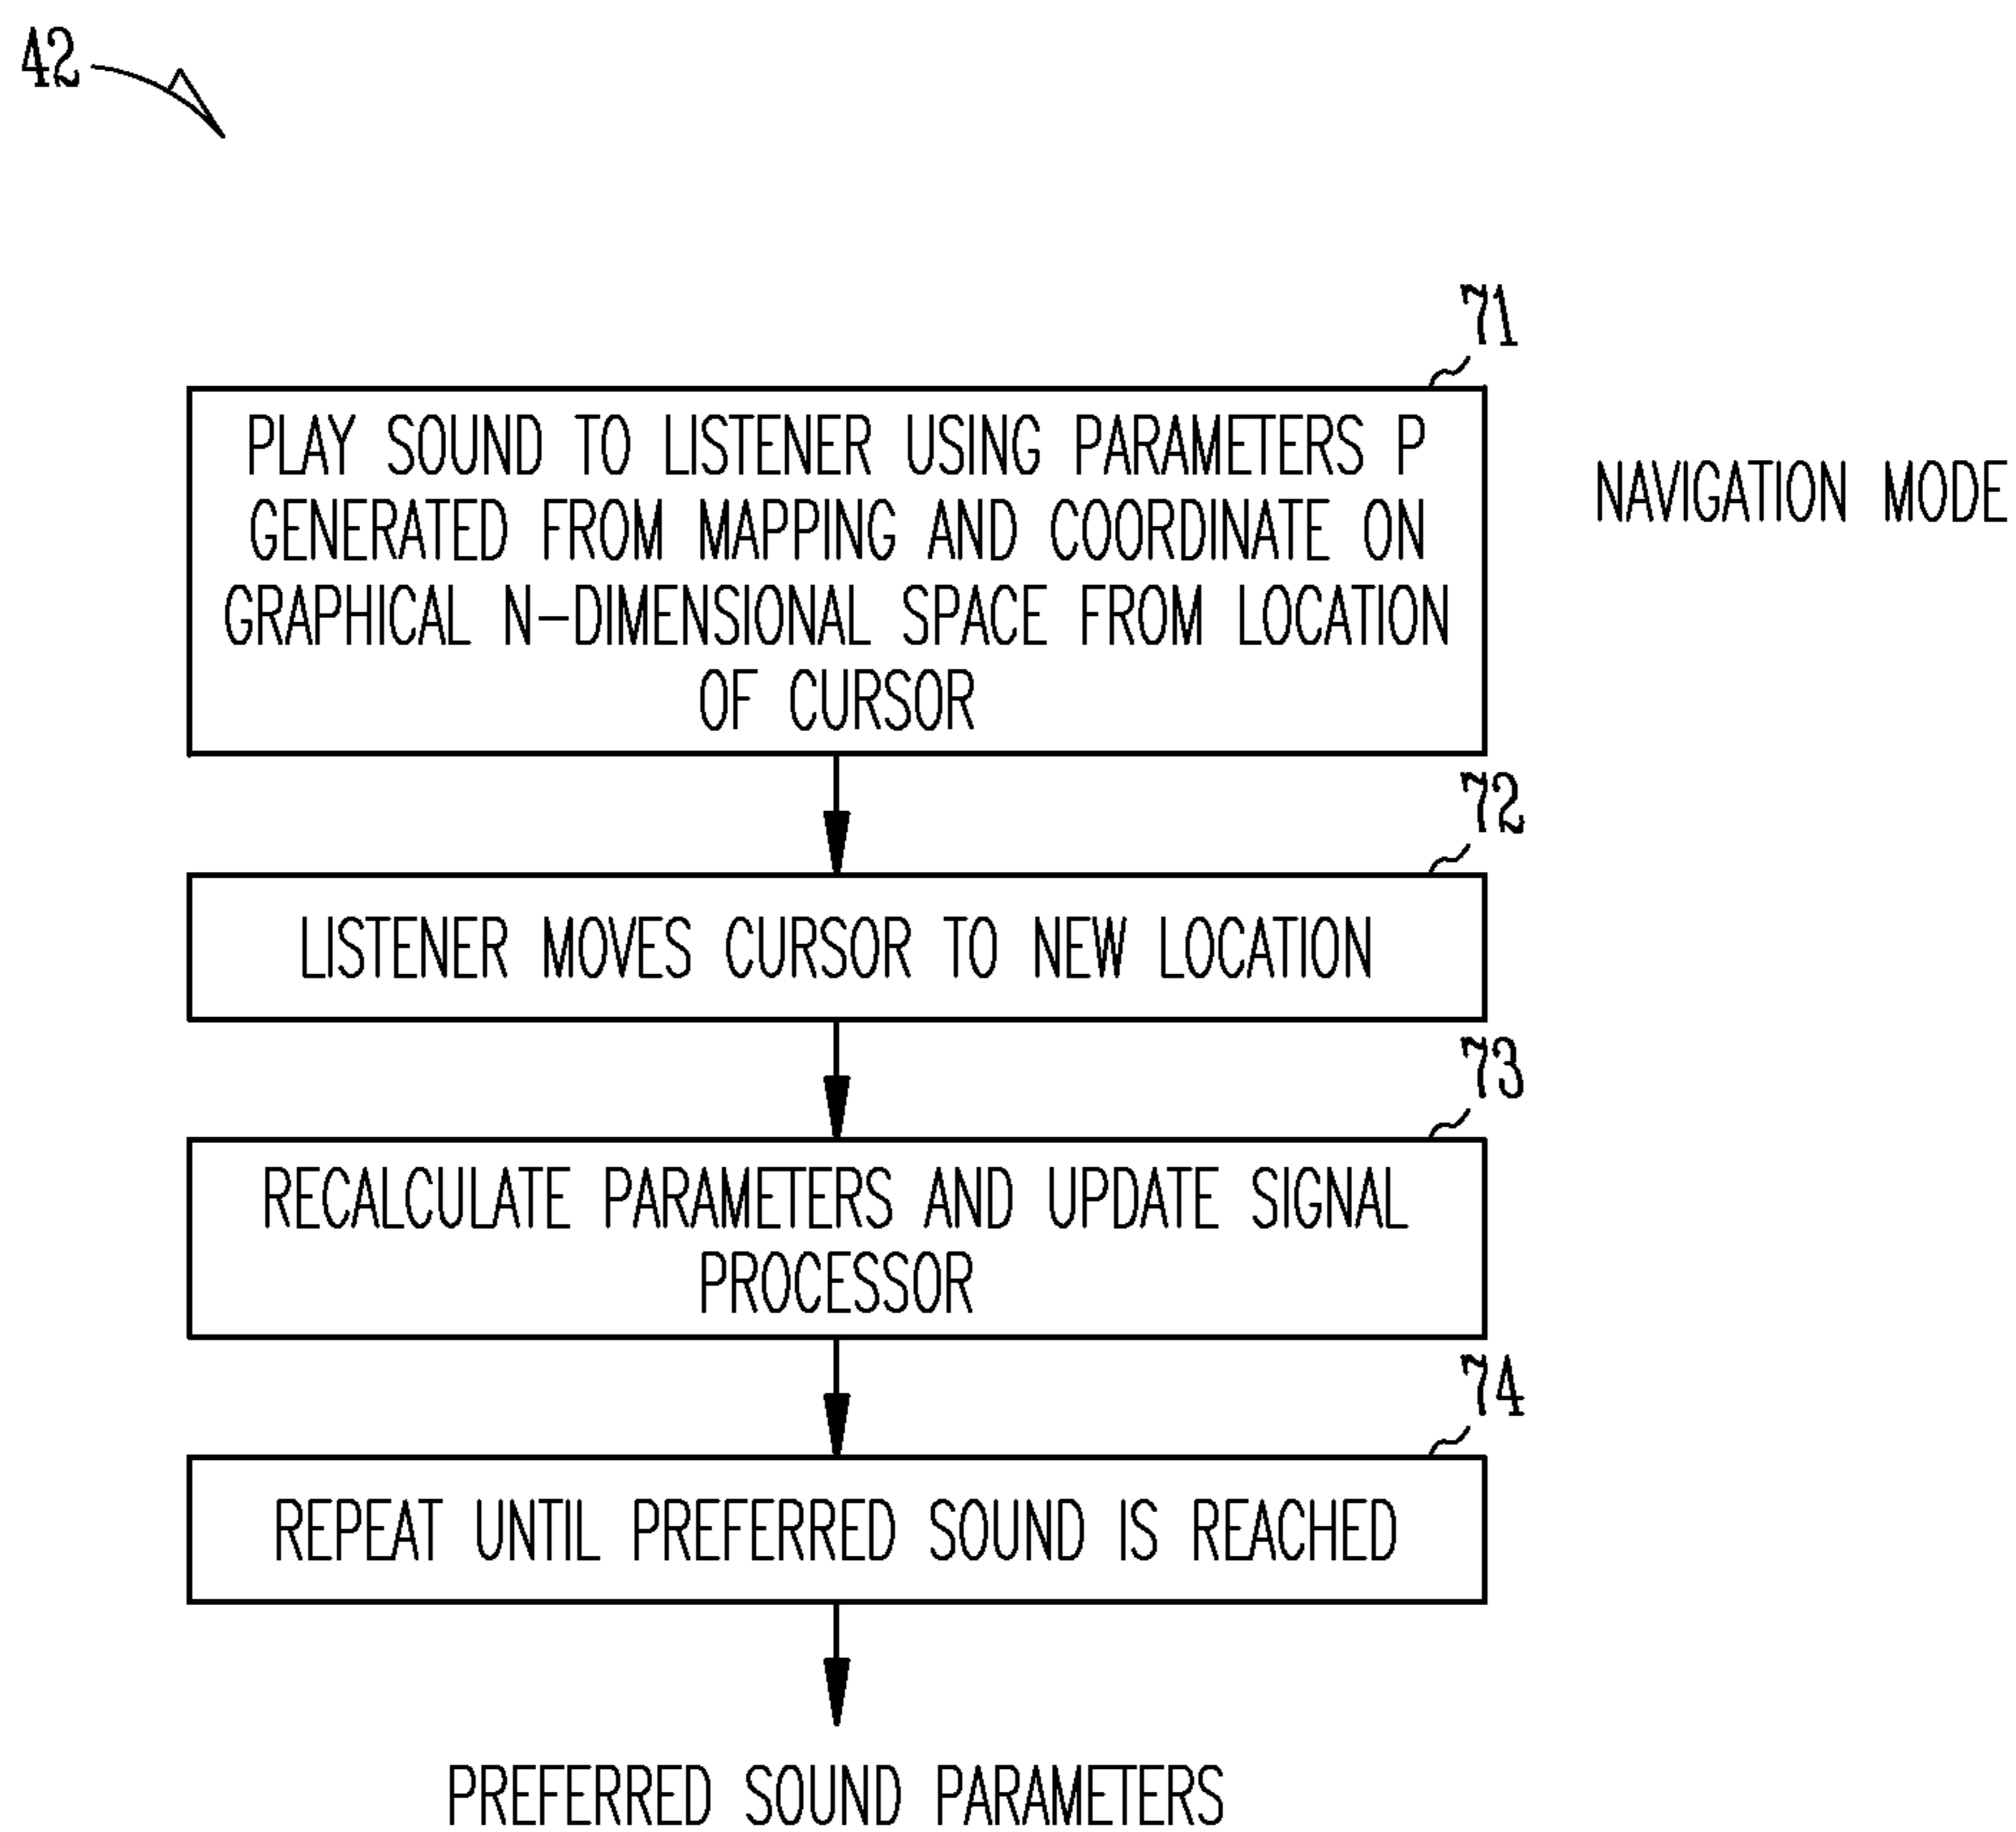 42
71
PLAY SOUND TO LISTENER USING PARAMETERS P
GENERATED FROM MAPPING AND COORDINATE ON
GRAPHICAL N-DIMENSIONAL SPACE FROM LOCATION
OF CURSOR
NAVIGATION MODE
72
LISTENER MOVES CURSOR TO NEW LOCATION
73
RECALCULATE PARAMETERS AND UPDATE SIGNAL
PROCESSOR
74
REPEAT UNTIL PREFERRED SOUND IS REACHED
PREFERRED SOUND PARAMETERS